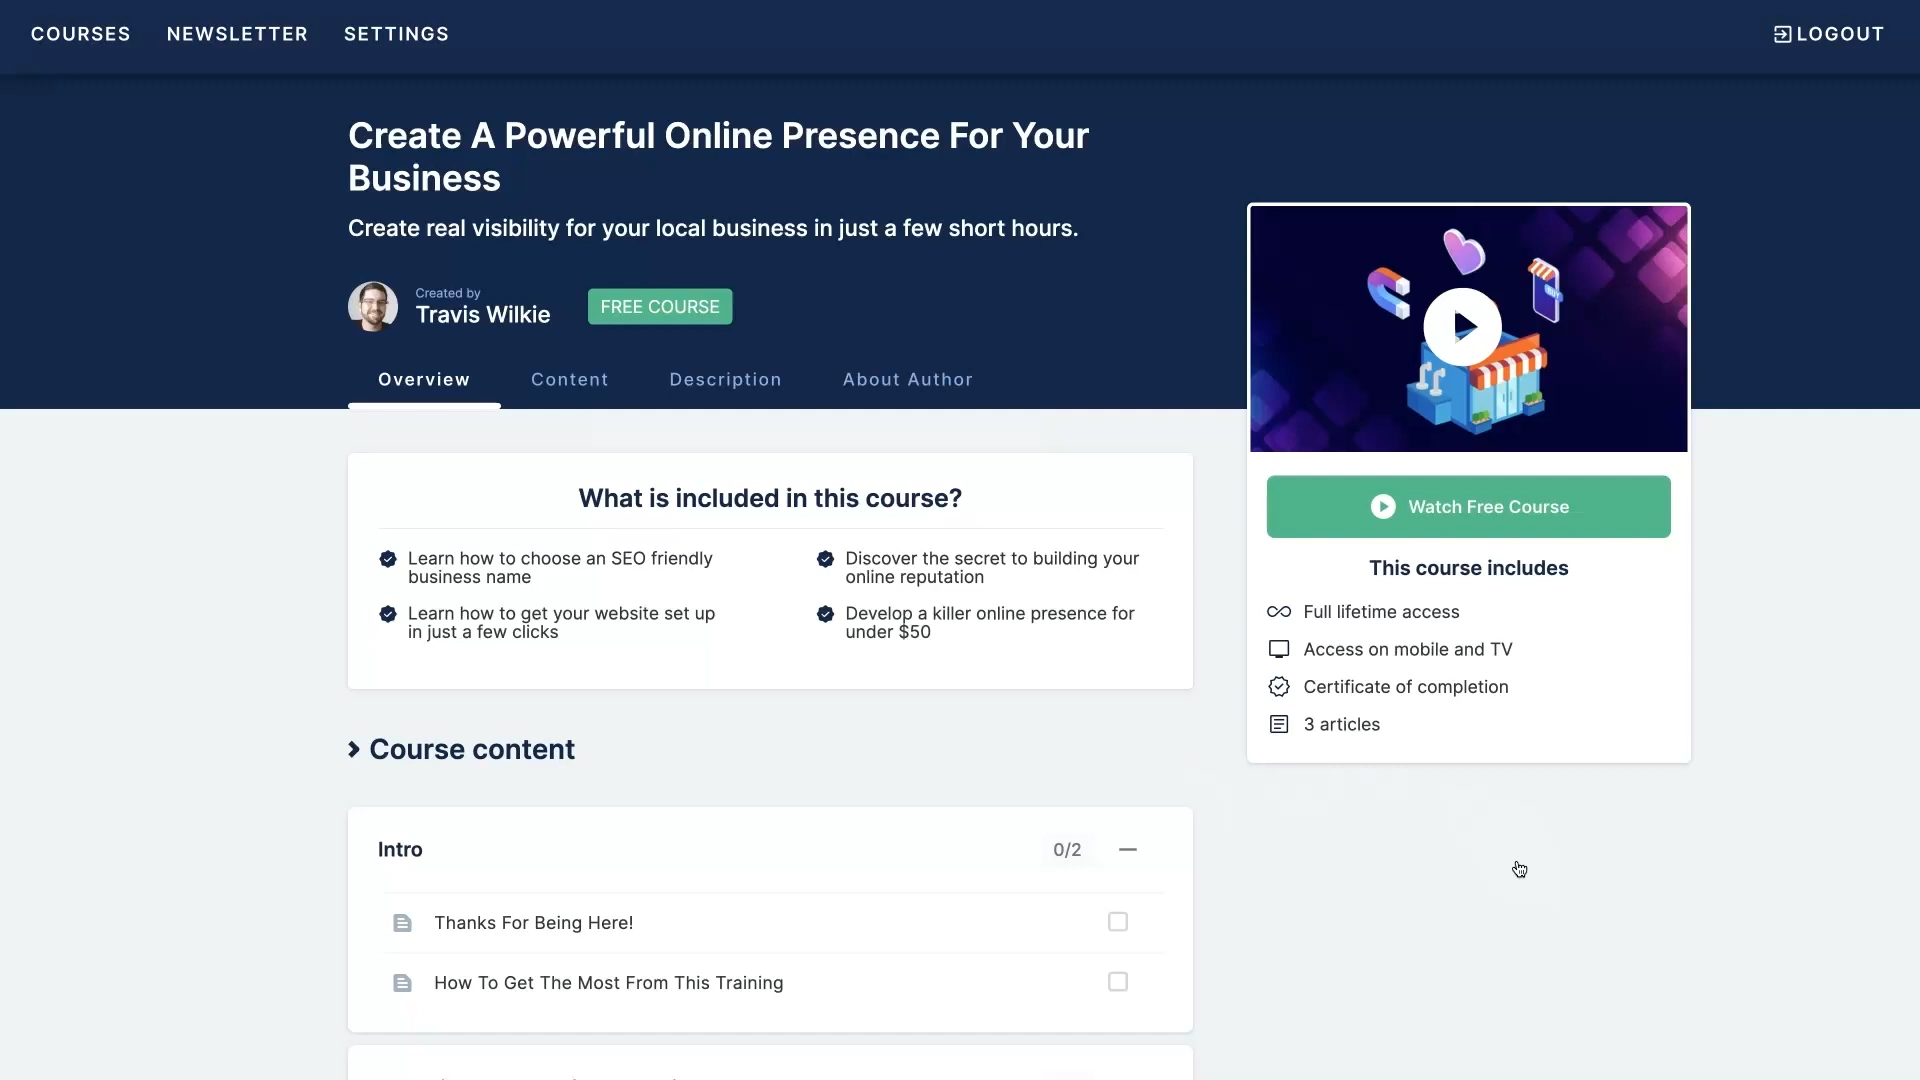 COURSES NEWSLETTER SETTINGS LOGOUT
Create A Powerful Online Presence For Your
Business
Create real visibility for your local business in just a few short hours.
Created by
Travis Wilkie
FREE COURSE
Overview Content Description About Author
What is included in this course?
Learn how to choose an SEO friendly
business name
Discover the secret to building your
online reputation
Learn how to get your website set up
in just a few clicks
Develop a killer online presence for
under $50
BUY
Watch Free Course
This course includes
Full lifetime access
Access on mobile and TV
Certificate of completion
3 articles
Course content
Intro 0/2
Thanks For Being Here!
How To Get The Most From This Training